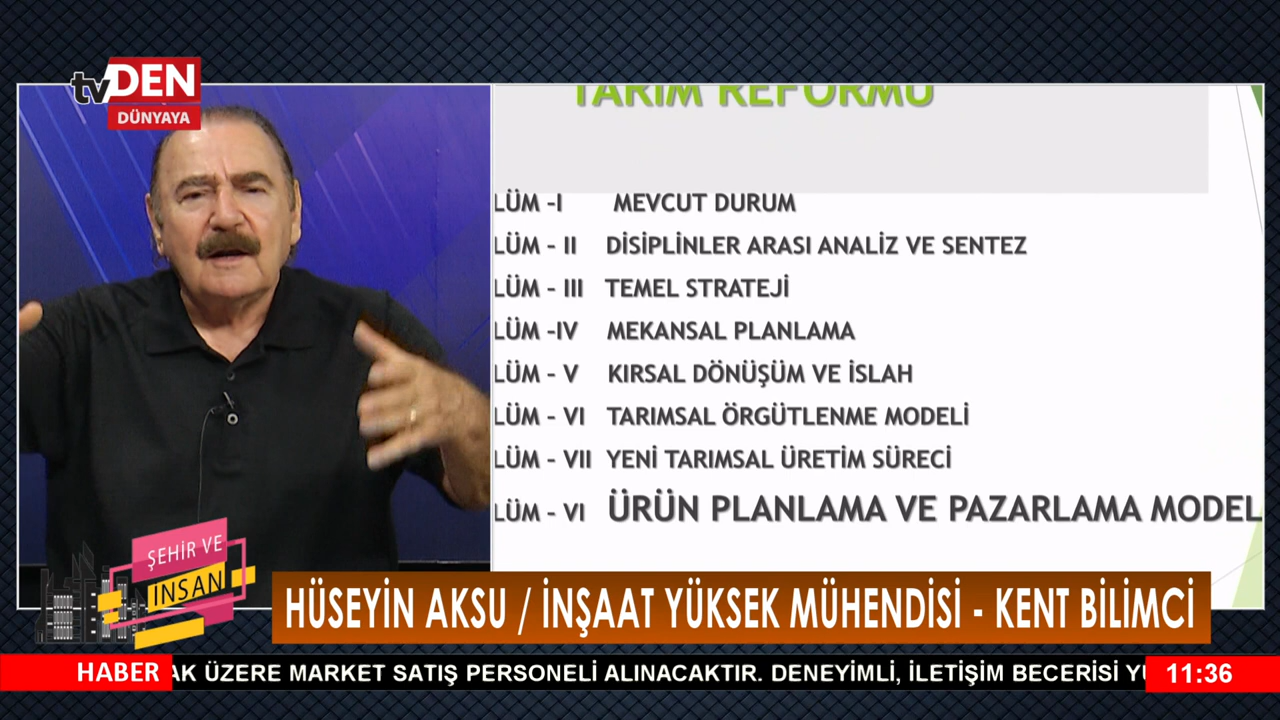 tvDEN
DÜNYAYA
TARIM REFORMU
LÜM –I MEVCUT DURUM
LÜM – II DİSİPLİNLER ARASI ANALİZ VE SENTEZ
LÜM – III TEMEL STRATEJİ
LÜM –IV MEKANSAL PLANLAMA
LÜM – V KIRSAL DÖNÜŞÜM VE İSLAH
LÜM – VI TARIMSAL ÖRGÜTLENME MODELİ
LÜM – VII YENİ TARIMSAL ÜRETİM SÜRECİ
LÜM – VI ÜRÜN PLANLAMA VE PAZARLAMA MODEL
ŞEHİR VE
INSAN
HÜSEYİN AKSU / İNŞAAT YÜKSEK MÜHENDİSİ - KENT BİLİMCİ
HABER AK ÜZERE MARKET SATIŞ PERSONELİ ALINACAKTIR. DENEYİMLİ, İLETİŞİM BECERİSİ YÜ 11:36